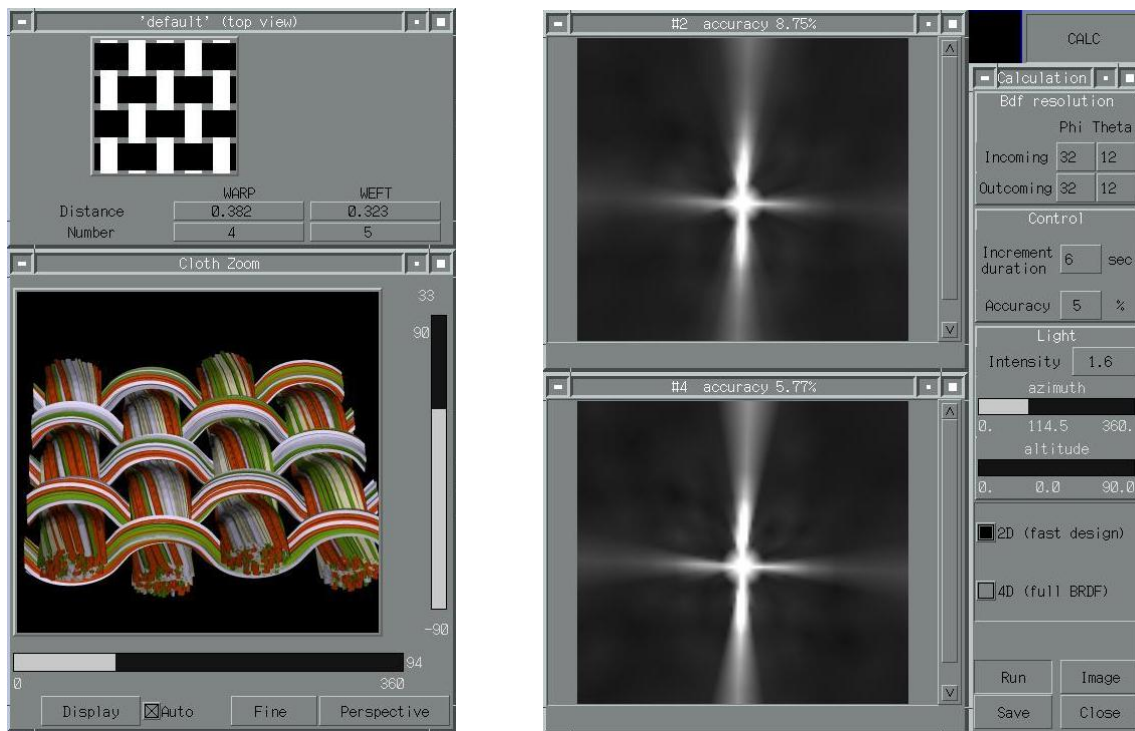 'default' (top view)
WARP WEFT
Distance 0.382 0.323
Number 4 5
Cloth Zoom
33
90
-90
94
0 360
Display Auto Fine Perspective
#2 accuracy 8.75%
#4 accuracy 5.77%
CALC
Calculation
Bdf resolution
Phi Theta
Incoming 32 12
Outcoming 32 12
Control
Increment
duration 6 sec
Accuracy 5 %
Light
Intensity 1.6
azimuth
0. 114.5 360.
altitude
0. 0.0 90.0
2D (fast design)
4D (full BRDF)
Run Image
Save Close